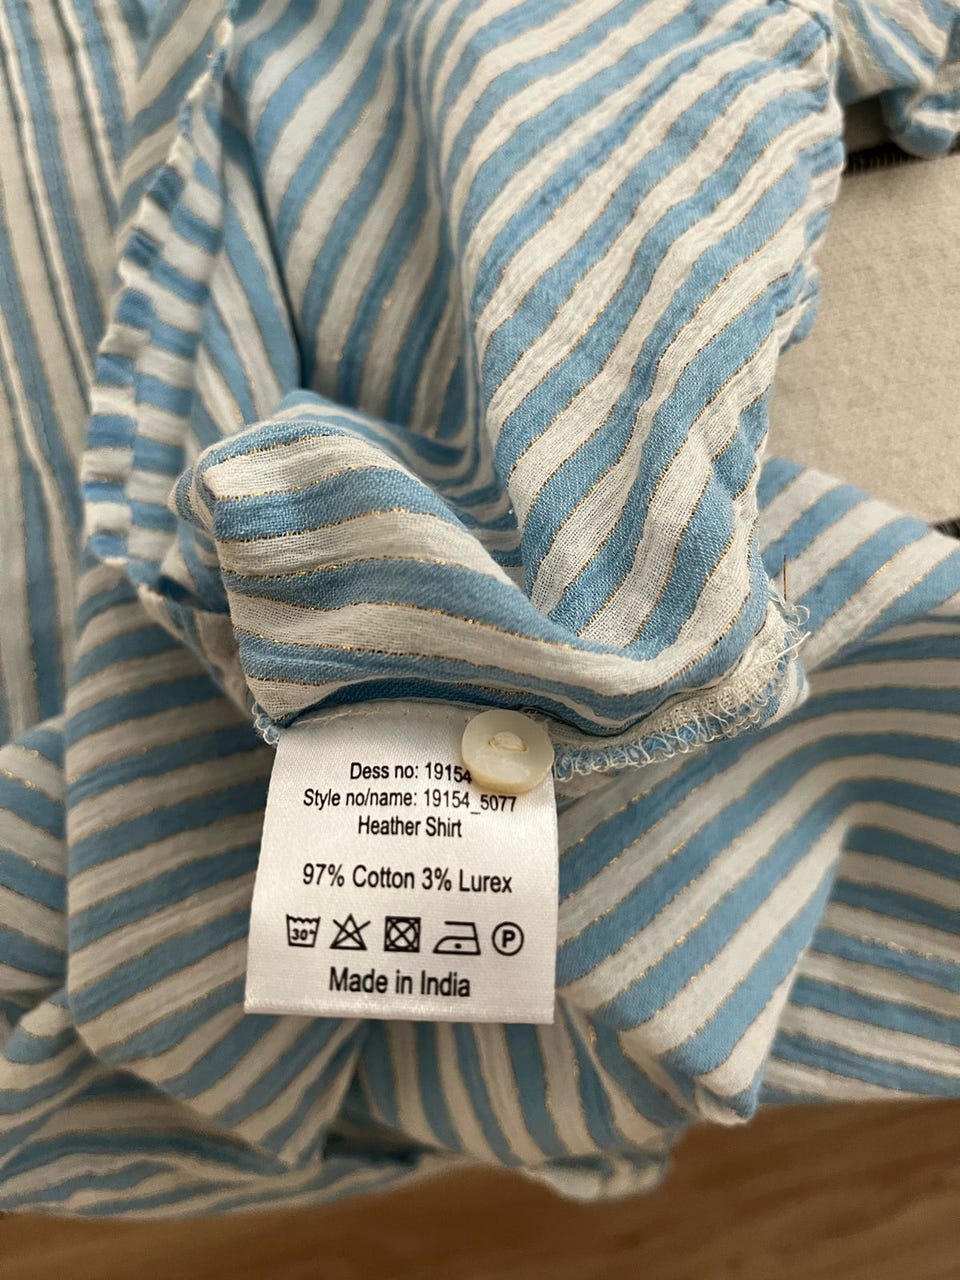 Dess no: 19154
Style no/name: 19154_5077
Heather Shirt
97% Cotton 3% Lurex
30°
P
Made in India